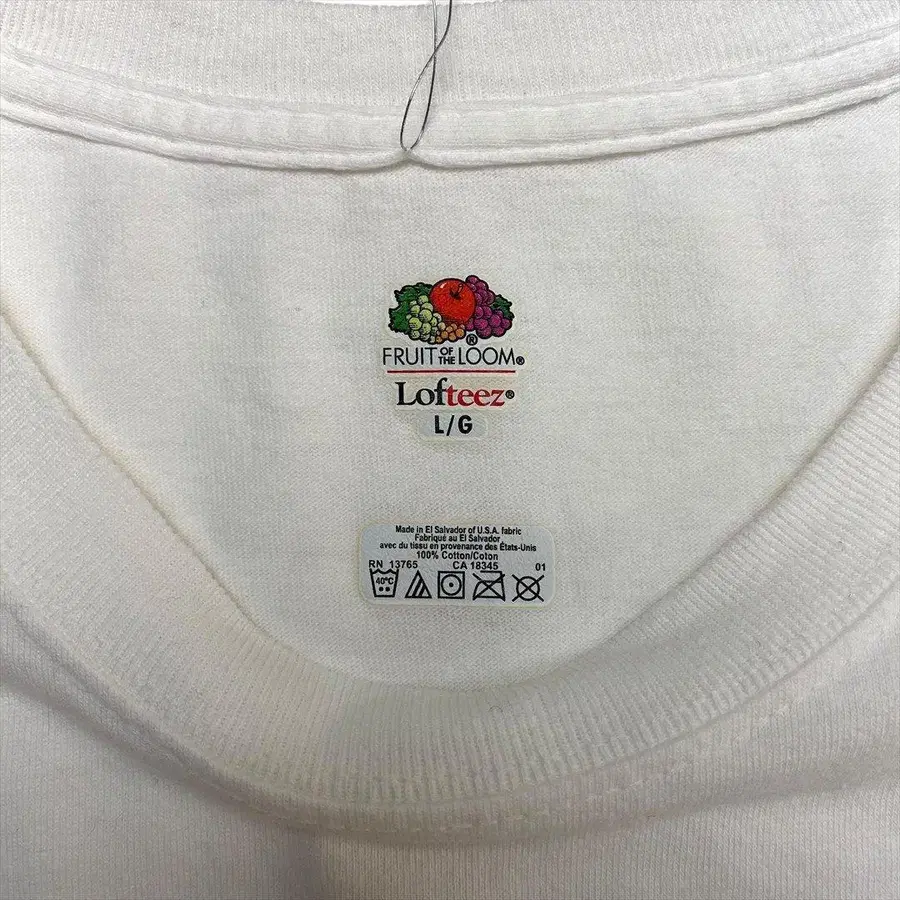 FRUIT OF THE LOOM®
Lofteez®
L/G
Made in El Salvador of U.S.A. fabric
Fabriqué au El Salvador
avec du tissu en provenance des États-Unis
100% Cotton/Coton
RN 13765 CA 18345 01
40°C